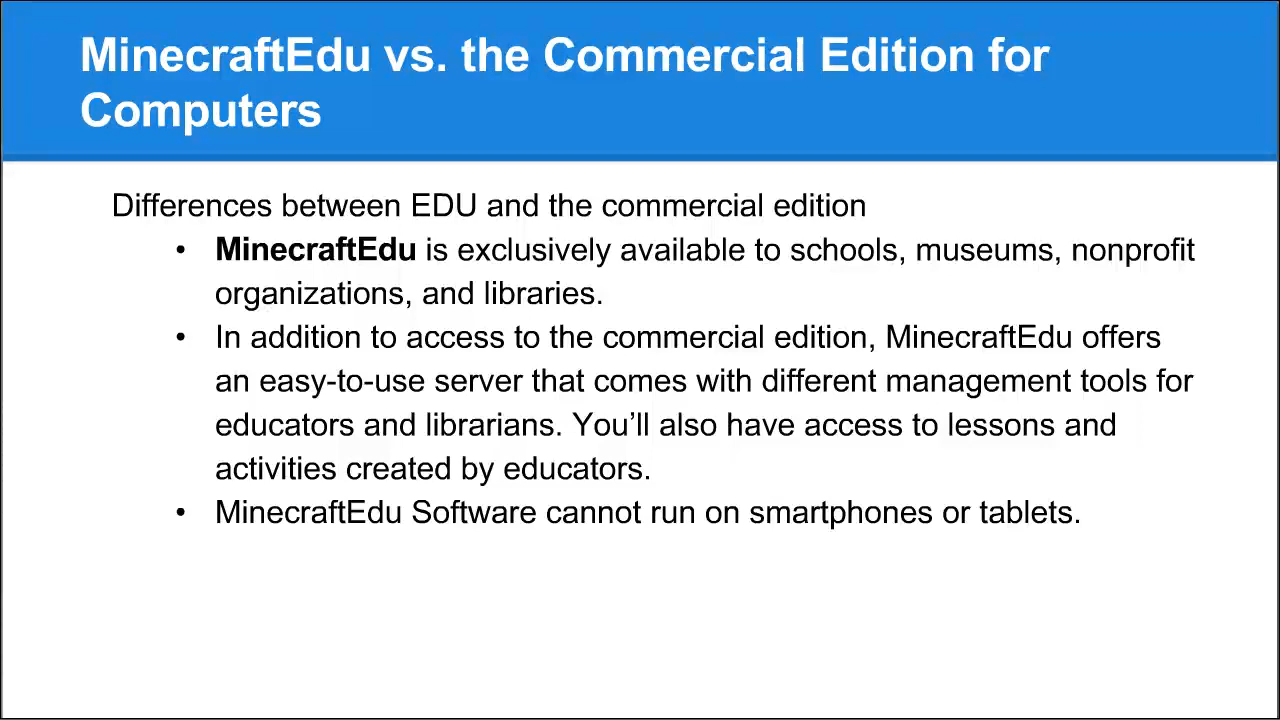 MinecraftEdu vs. the Commercial Edition for
Computers
Differences between EDU and the commercial edition
• MinecraftEdu is exclusively available to schools, museums, nonprofit
organizations, and libraries.
• In addition to access to the commercial edition, MinecraftEdu offers
an easy-to-use server that comes with different management tools for
educators and librarians. You’ll also have access to lessons and
activities created by educators.
• MinecraftEdu Software cannot run on smartphones or tablets.